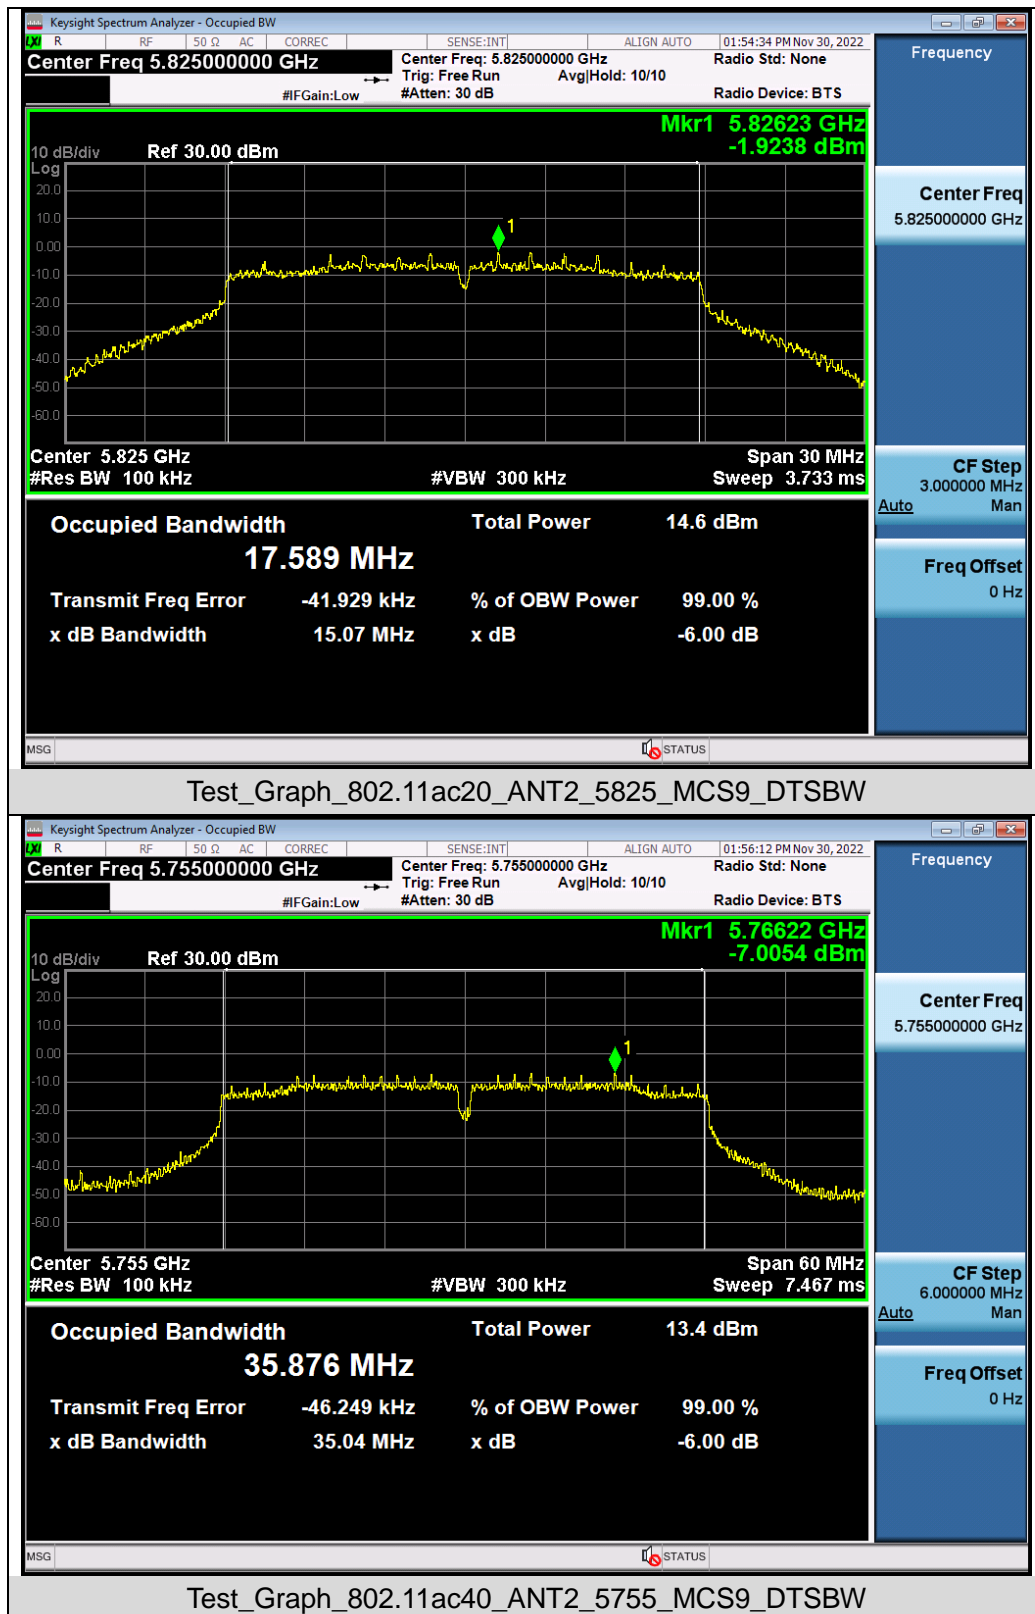 Keysight Spectrum Analyzer - Occupied BW
LXI R RF 50 Ω AC CORREC SENSE:INT ALIGN AUTO 01:54:34 PM Nov 30, 2022
Center Freq 5.825000000 GHz
Center Freq: 5.825000000 GHz Radio Std: None
Trig: Free Run Avg|Hold: 10/10
#IFGain:Low #Atten: 30 dB Radio Device: BTS
Frequency
Mkr1 5.82623 GHz
10 dB/div Ref 30.00 dBm -1.9238 dBm
Log
20.0
10.0
0.00
-10.0
-20.0
-30.0
-40.0
-50.0
-60.0
1
Center 5.825 GHz Span 30 MHz
#Res BW 100 kHz #VBW 300 kHz Sweep 3.733 ms
Center Freq
5.825000000 GHz
CF Step
3.000000 MHz
Auto Man
Freq Offset
0 Hz
Occupied Bandwidth Total Power 14.6 dBm
17.589 MHz
Transmit Freq Error -41.929 kHz % of OBW Power 99.00 %
x dB Bandwidth 15.07 MHz x dB -6.00 dB
MSG STATUS
Test_Graph_802.11ac20_ANT2_5825_MCS9_DTSBW
Keysight Spectrum Analyzer - Occupied BW
LXI R RF 50 Ω AC CORREC SENSE:INT ALIGN AUTO 01:56:12 PM Nov 30, 2022
Center Freq 5.755000000 GHz
Center Freq: 5.755000000 GHz Radio Std: None
Trig: Free Run Avg|Hold: 10/10
#IFGain:Low #Atten: 30 dB Radio Device: BTS
Frequency
Mkr1 5.76622 GHz
10 dB/div Ref 30.00 dBm -7.0054 dBm
Log
20.0
10.0
0.00
-10.0
-20.0
-30.0
-40.0
-50.0
-60.0
1
Center 5.755 GHz Span 60 MHz
#Res BW 100 kHz #VBW 300 kHz Sweep 7.467 ms
Center Freq
5.755000000 GHz
CF Step
6.000000 MHz
Auto Man
Freq Offset
0 Hz
Occupied Bandwidth Total Power 13.4 dBm
35.876 MHz
Transmit Freq Error -46.249 kHz % of OBW Power 99.00 %
x dB Bandwidth 35.04 MHz x dB -6.00 dB
MSG STATUS
Test_Graph_802.11ac40_ANT2_5755_MCS9_DTSBW